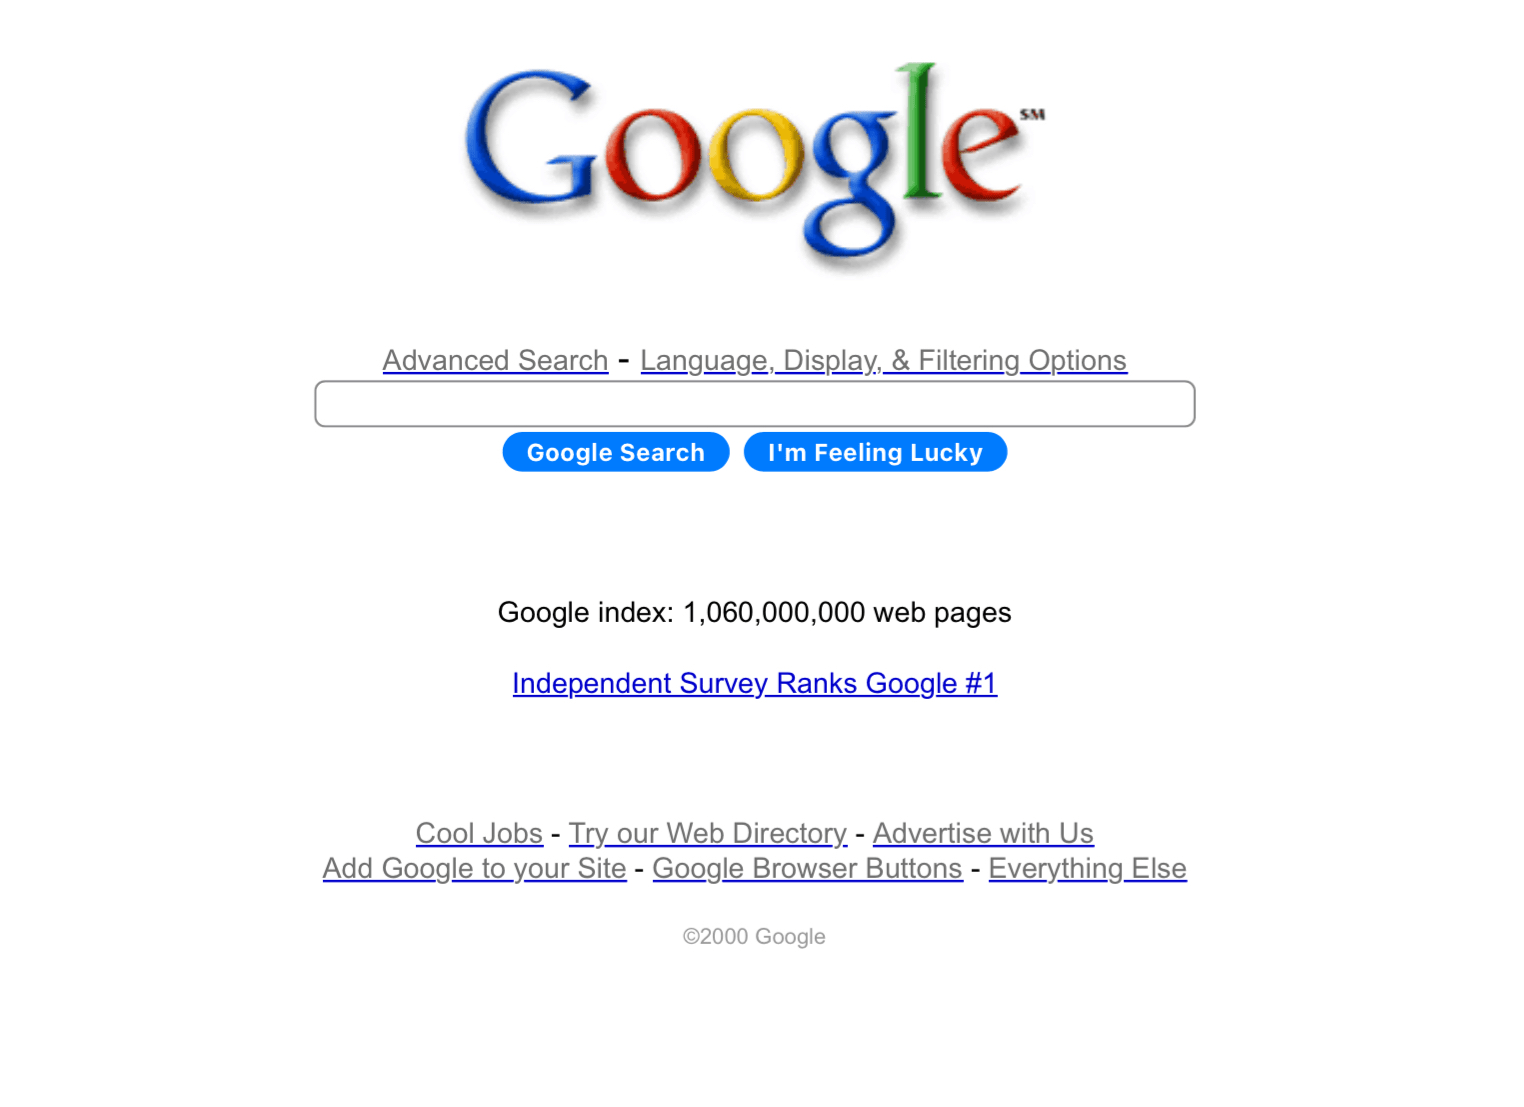 Google SM
Advanced Search - Language, Display, & Filtering Options
Google Search I'm Feeling Lucky
Google index: 1,060,000,000 web pages
Independent Survey Ranks Google #1
Cool Jobs - Try our Web Directory - Advertise with Us
Add Google to your Site - Google Browser Buttons - Everything Else
©2000 Google